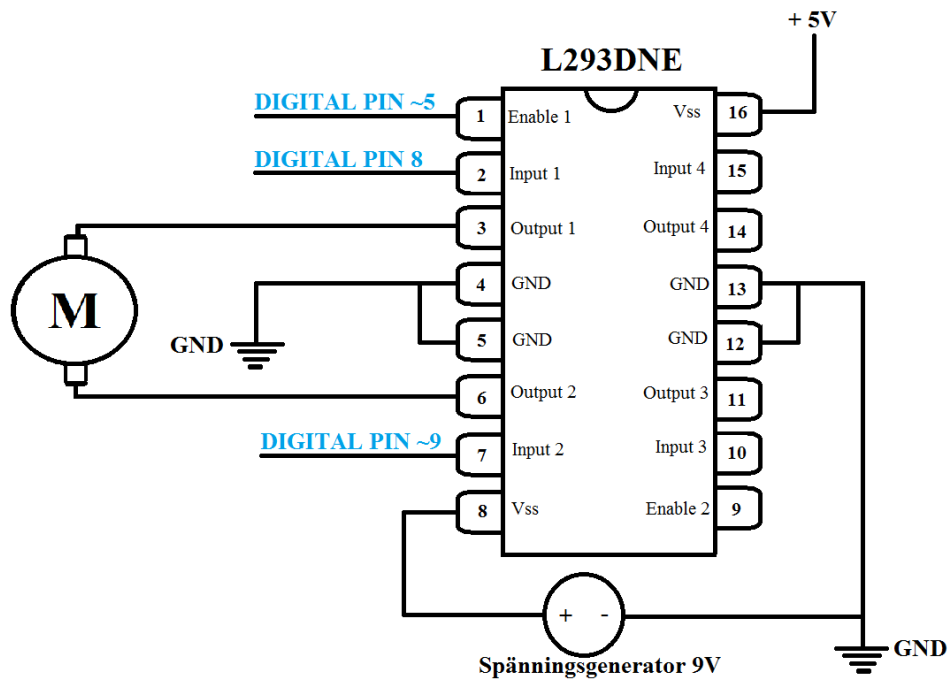 + 5V
L293DNE
DIGITAL PIN ~5
1 Enable 1
Vss 16
DIGITAL PIN 8
2 Input 1
Input 4 15
3 Output 1
Output 4 14
M
4 GND
GND 13
GND
5 GND
GND 12
6 Output 2
Output 3 11
DIGITAL PIN ~9
7 Input 2
Input 3 10
8 Vss
Enable 2 9
+ -
GND
Spänningsgenerator 9V